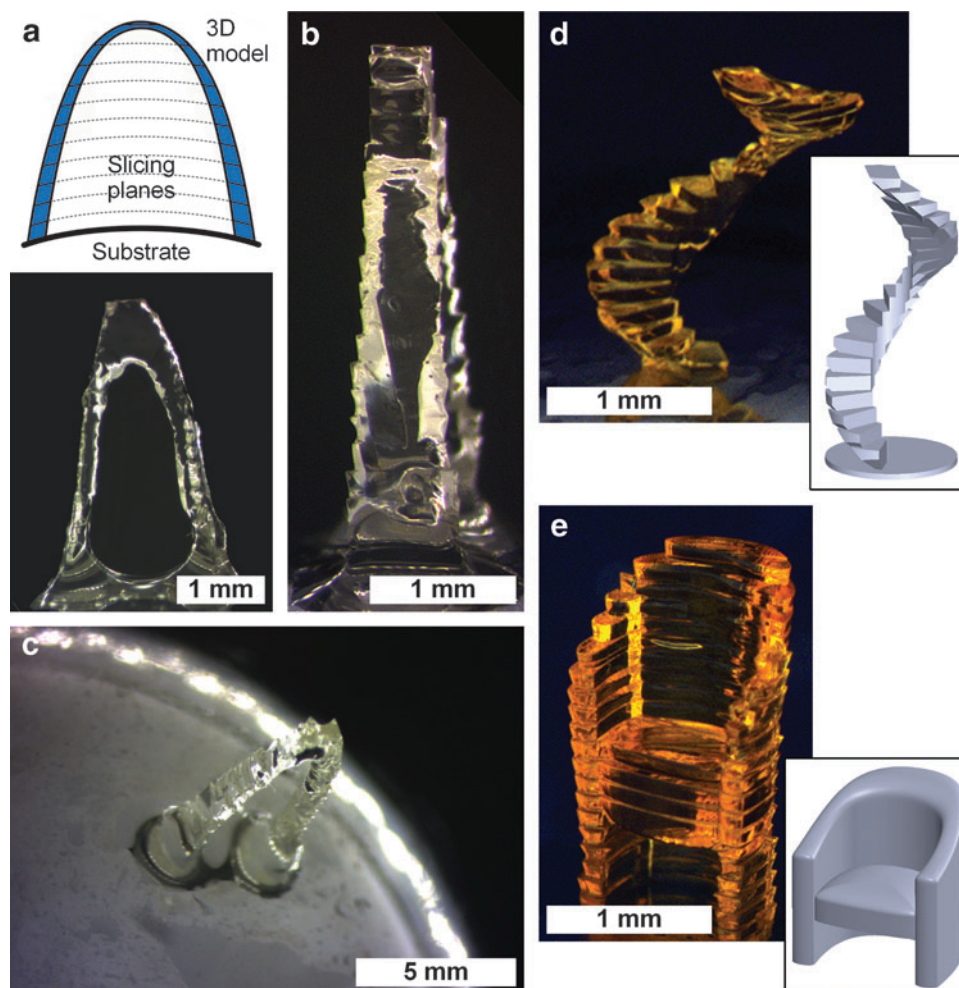 a
3D
model
Slicing
planes
Substrate
1 mm
b
1 mm
c
5 mm
d
1 mm
e
1 mm